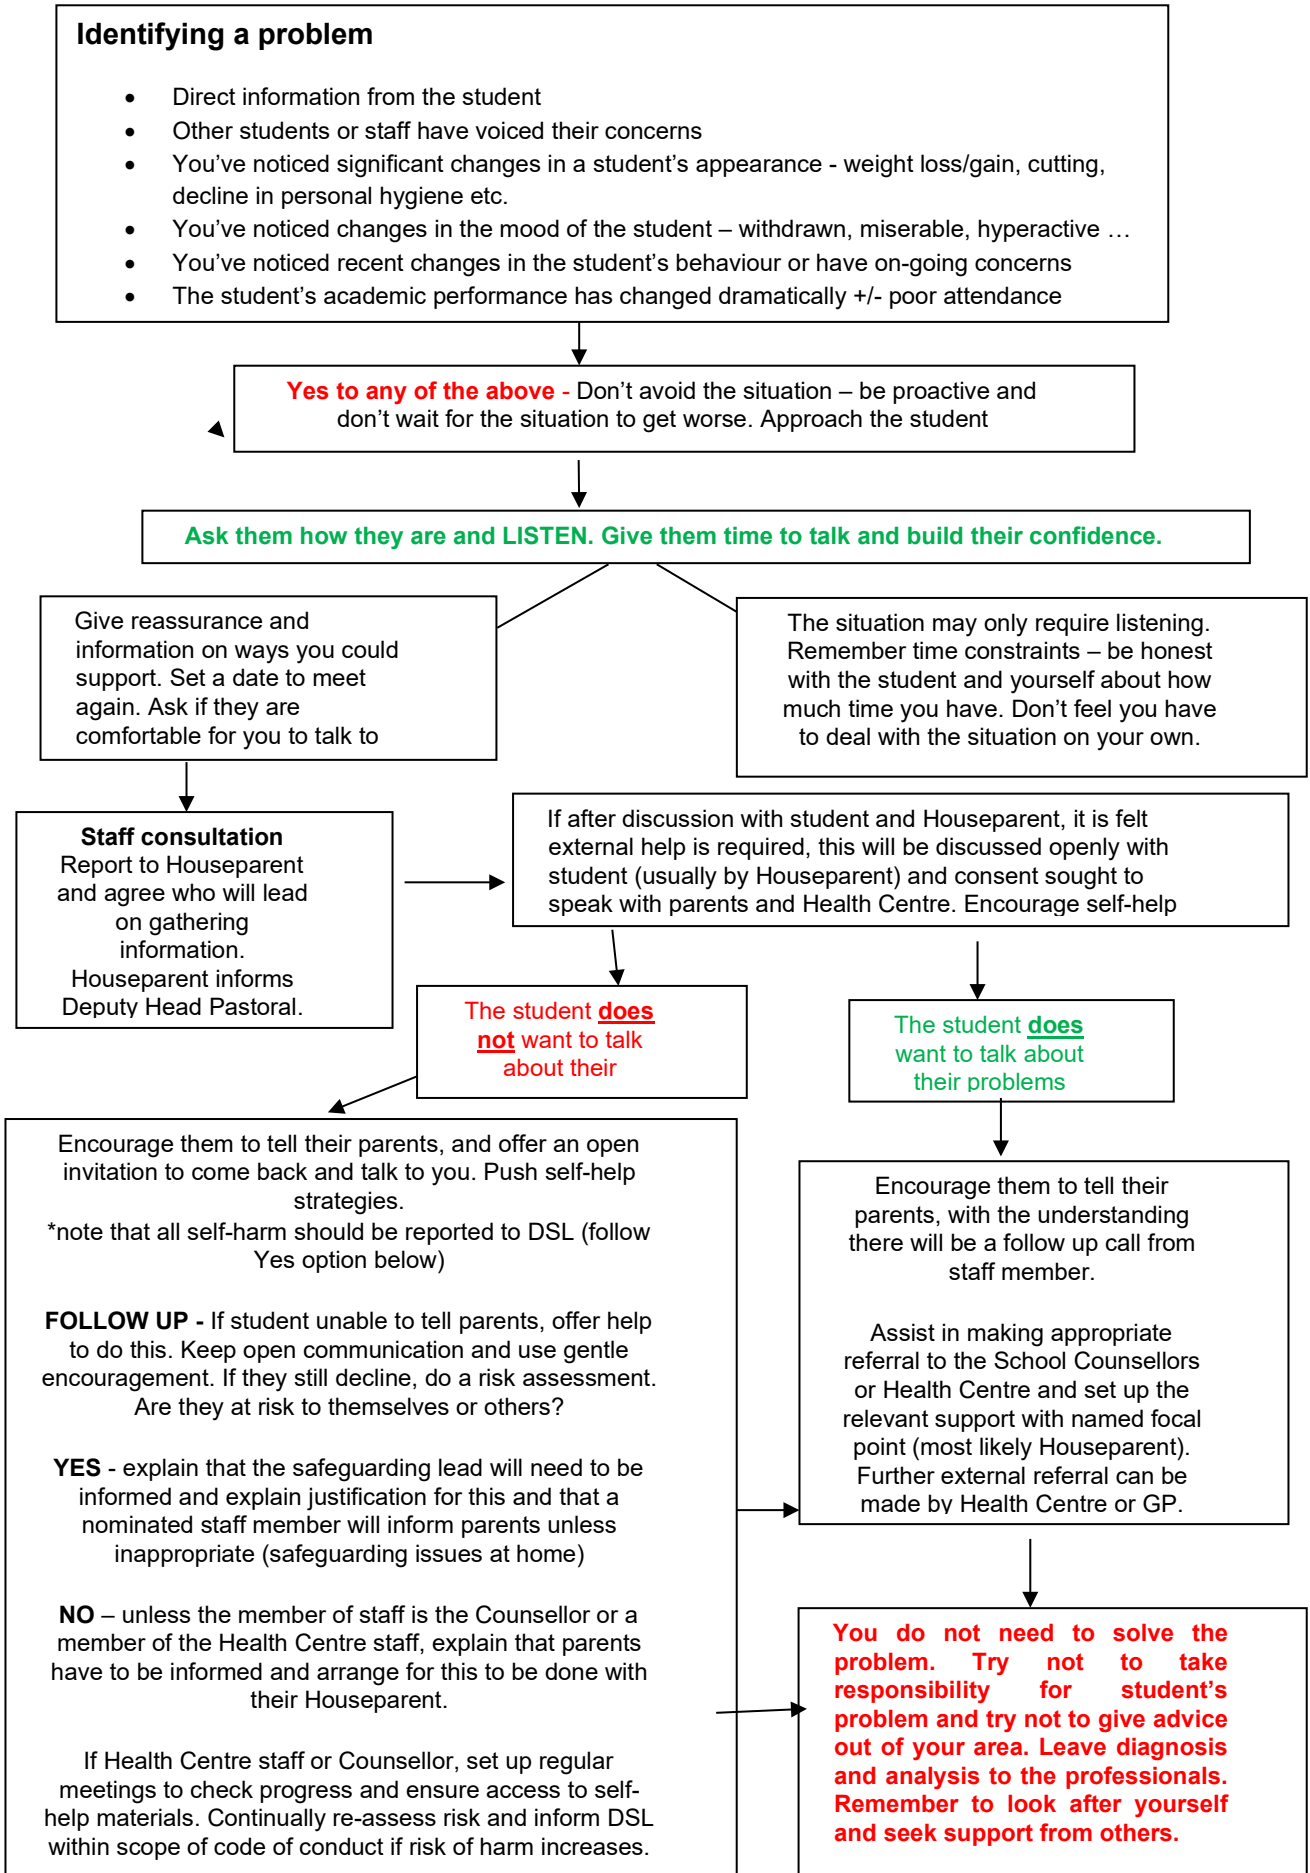 Identifying a problem
• Direct information from the student
• Other students or staff have voiced their concerns
• You’ve noticed significant changes in a student’s appearance - weight loss/gain, cutting,
decline in personal hygiene etc.
• You’ve noticed changes in the mood of the student – withdrawn, miserable, hyperactive …
• You’ve noticed recent changes in the student’s behaviour or have on-going concerns
• The student’s academic performance has changed dramatically +/- poor attendance
Yes to any of the above - Don’t avoid the situation – be proactive and
don’t wait for the situation to get worse. Approach the student
Ask them how they are and LISTEN. Give them time to talk and build their confidence.
Give reassurance and
information on ways you could
support. Set a date to meet
again. Ask if they are
comfortable for you to talk to
The situation may only require listening.
Remember time constraints – be honest
with the student and yourself about how
much time you have. Don’t feel you have
to deal with the situation on your own.
Staff consultation
Report to Houseparent
and agree who will lead
on gathering
information.
Houseparent informs
Deputy Head Pastoral.
If after discussion with student and Houseparent, it is felt
external help is required, this will be discussed openly with
student (usually by Houseparent) and consent sought to
speak with parents and Health Centre. Encourage self-help
The student does
not want to talk
about their
The student does
want to talk about
their problems
Encourage them to tell their parents, and offer an open
invitation to come back and talk to you. Push self-help
strategies.
*note that all self-harm should be reported to DSL (follow
Yes option below)
FOLLOW UP - If student unable to tell parents, offer help
to do this. Keep open communication and use gentle
encouragement. If they still decline, do a risk assessment.
Are they at risk to themselves or others?
YES - explain that the safeguarding lead will need to be
informed and explain justification for this and that a
nominated staff member will inform parents unless
inappropriate (safeguarding issues at home)
NO – unless the member of staff is the Counsellor or a
member of the Health Centre staff, explain that parents
have to be informed and arrange for this to be done with
their Houseparent.
If Health Centre staff or Counsellor, set up regular
meetings to check progress and ensure access to self-
help materials. Continually re-assess risk and inform DSL
within scope of code of conduct if risk of harm increases.
Encourage them to tell their
parents, with the understanding
there will be a follow up call from
staff member.
Assist in making appropriate
referral to the School Counsellors
or Health Centre and set up the
relevant support with named focal
point (most likely Houseparent).
Further external referral can be
made by Health Centre or GP.
You do not need to solve the
problem. Try not to take
responsibility for student’s
problem and try not to give advice
out of your area. Leave diagnosis
and analysis to the professionals.
Remember to look after yourself
and seek support from others.